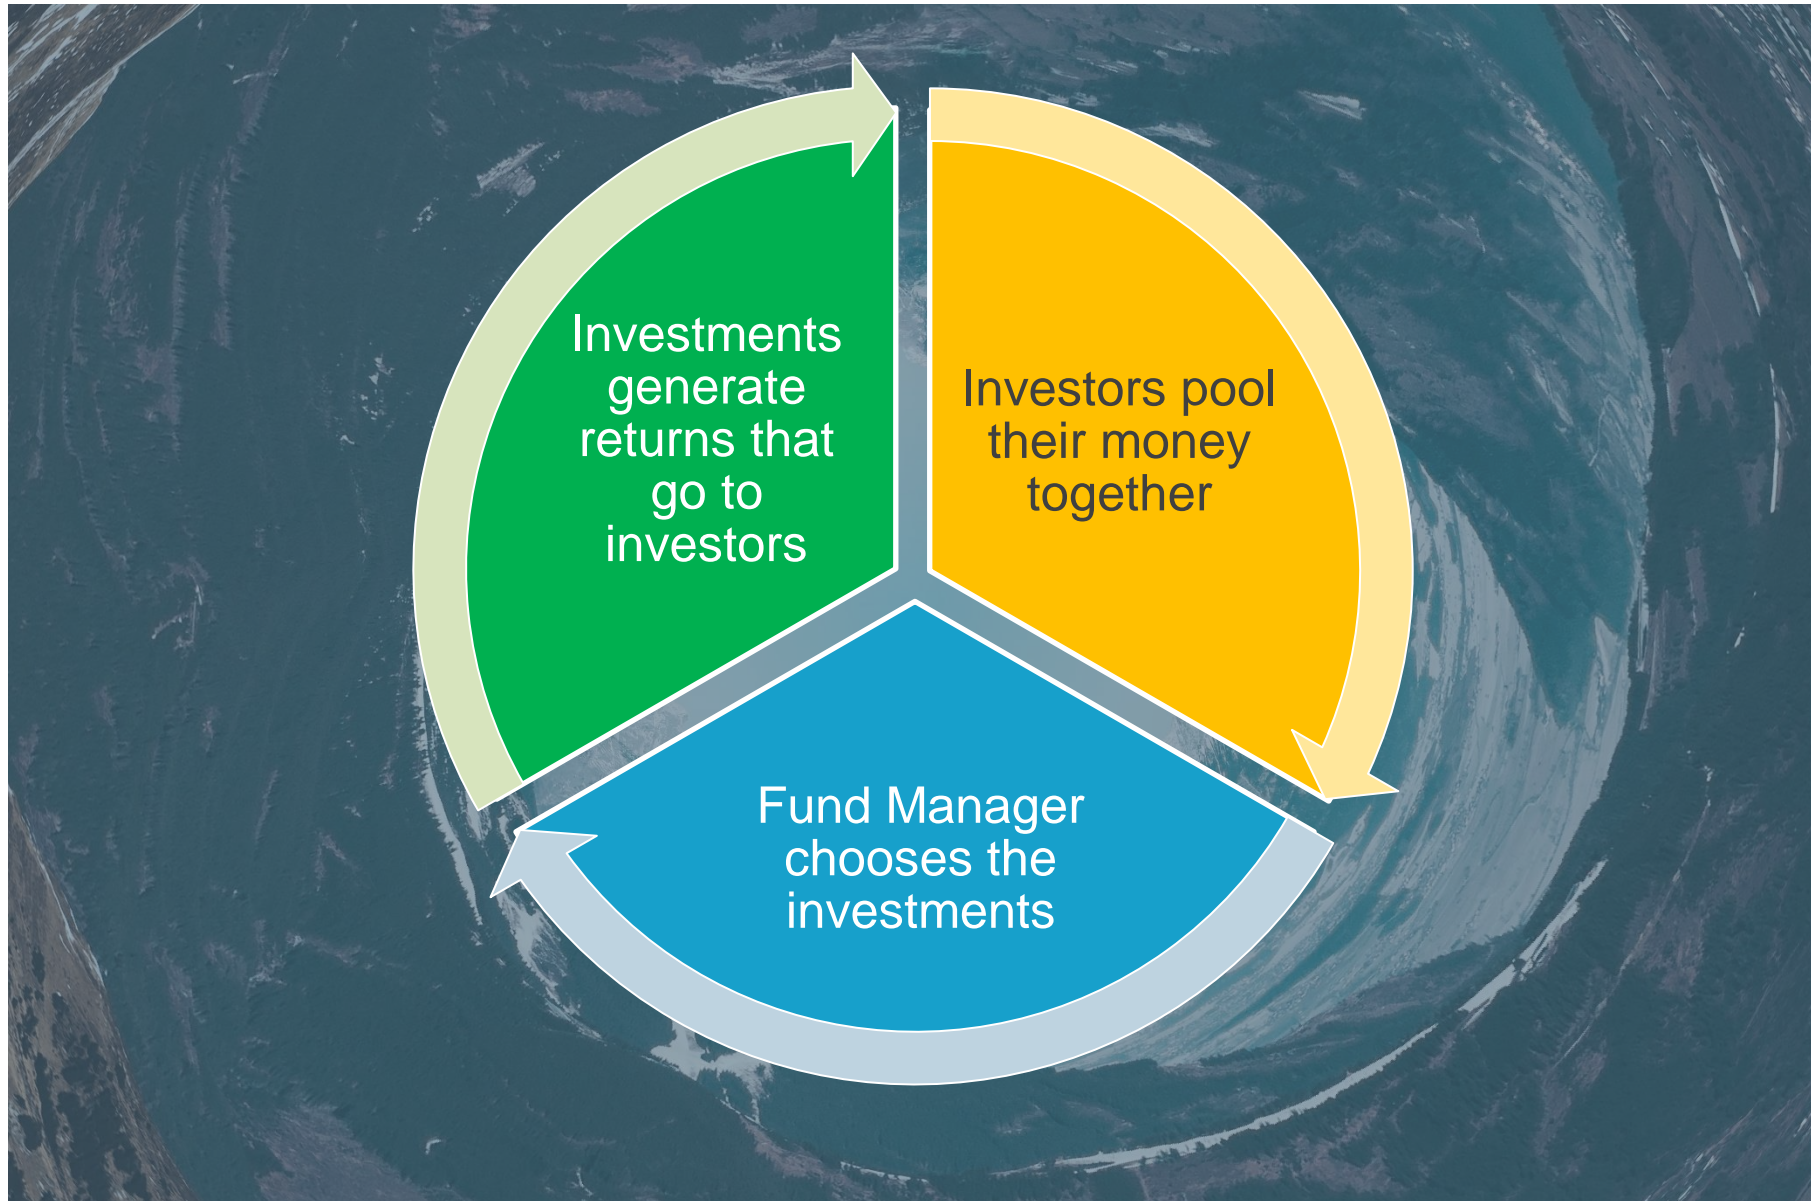 Investors pool
their money
together
Fund Manager
chooses the
investments
Investments
generate
returns that
go to
investors